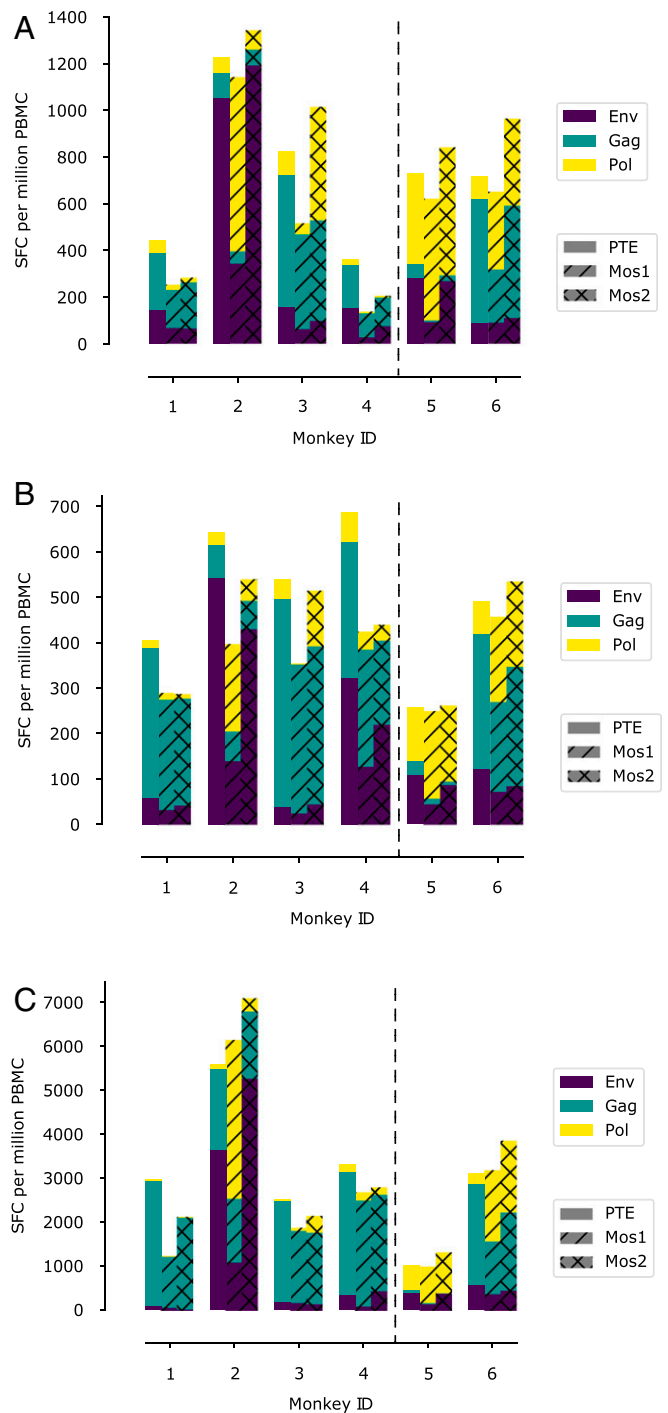 A
1400
1200
1000
800
600
400
200
0
SFC per million PBMC
Env
Gag
Pol
PTE
Mos1
Mos2
1 2 3 4 5 6
Monkey ID
B
700
600
500
400
300
200
100
0
SFC per million PBMC
Env
Gag
Pol
PTE
Mos1
Mos2
1 2 3 4 5 6
Monkey ID
C
7000
6000
5000
4000
3000
2000
1000
0
SFC per million PBMC
Env
Gag
Pol
PTE
Mos1
Mos2
1 2 3 4 5 6
Monkey ID